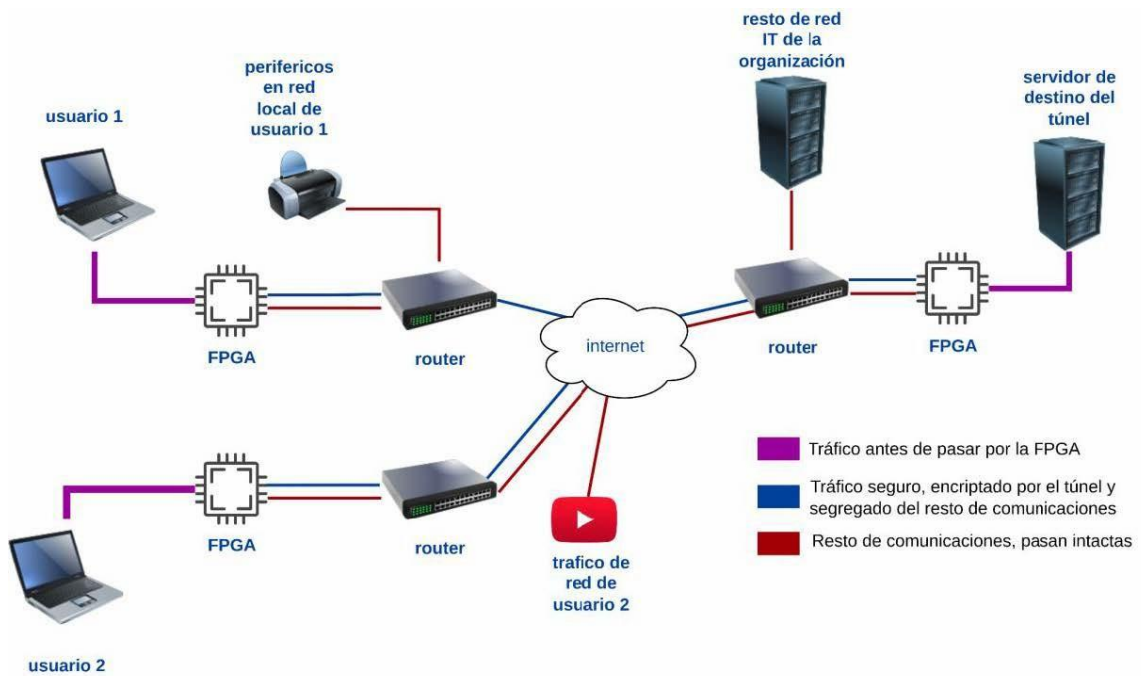 resto de red
IT de la
organización
perifericos
en red
local de
usuario 1
servidor de
destino del
túnel
usuario 1
internet
FPGA
router
router
FPGA
Tráfico antes de pasar por la FPGA
Tráfico seguro, encriptado por el túnel y
segregado del resto de comunicaciones
Resto de comunicaciones, pasan intactas
FPGA
router
trafico de
red de
usuario 2
usuario 2